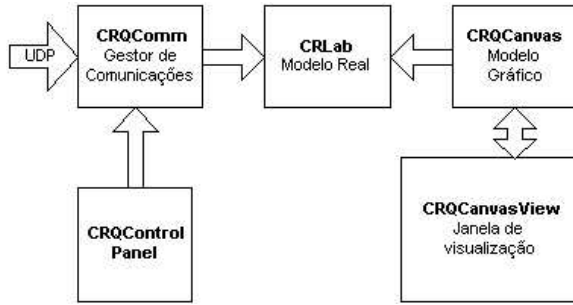 UDP
CRQComm
Gestor de
Comunicações
CRLab
Modelo Real
CRQCanvas
Modelo
Gráfico
CRQControl
Panel
CRQCanvasView
Janela de
visualização